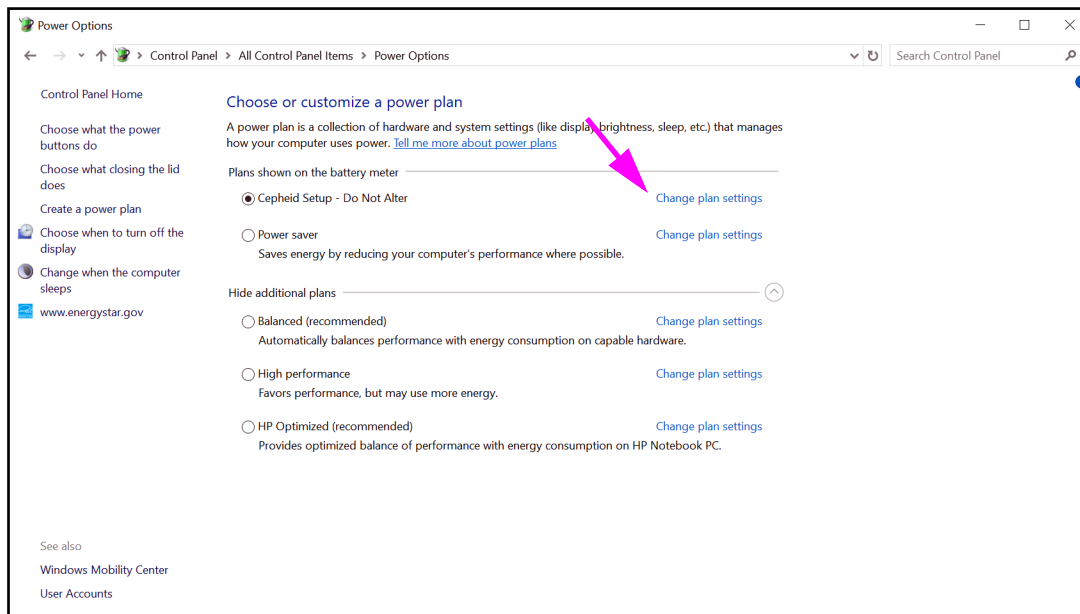 Power Options
Control Panel > All Control Panel Items > Power Options
Search Control Panel
Control Panel Home
Choose what the power
buttons do
Choose what closing the lid
does
Create a power plan
Choose when to turn off the
display
Change when the computer
sleeps
www.energystar.gov
Choose or customize a power plan
A power plan is a collection of hardware and system settings (like display brightness, sleep, etc.) that manages
how your computer uses power. Tell me more about power plans
Plans shown on the battery meter
Cepheid Setup - Do Not Alter Change plan settings
Power saver Change plan settings
Saves energy by reducing your computer's performance where possible.
Hide additional plans
Balanced (recommended) Change plan settings
Automatically balances performance with energy consumption on capable hardware.
High performance Change plan settings
Favors performance, but may use more energy.
HP Optimized (recommended) Change plan settings
Provides optimized balance of performance with energy consumption on HP Notebook PC.
See also
Windows Mobility Center
User Accounts